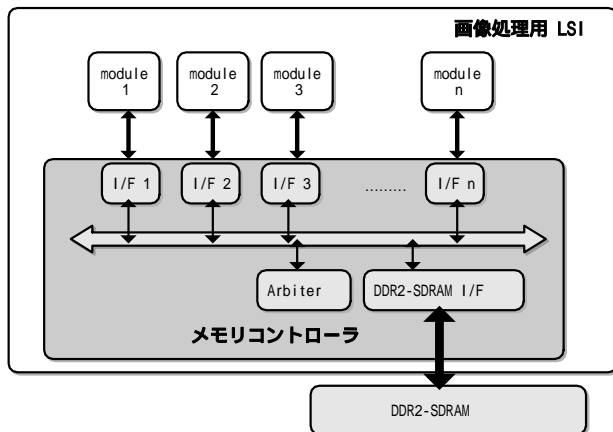 画像処理用 LSI
module
1
module
2
module
3
module
n
I/F 1
I/F 2
I/F 3
.........
I/F n
Arbiter
DDR2-SDRAM I/F
メモリコントローラ
DDR2-SDRAM